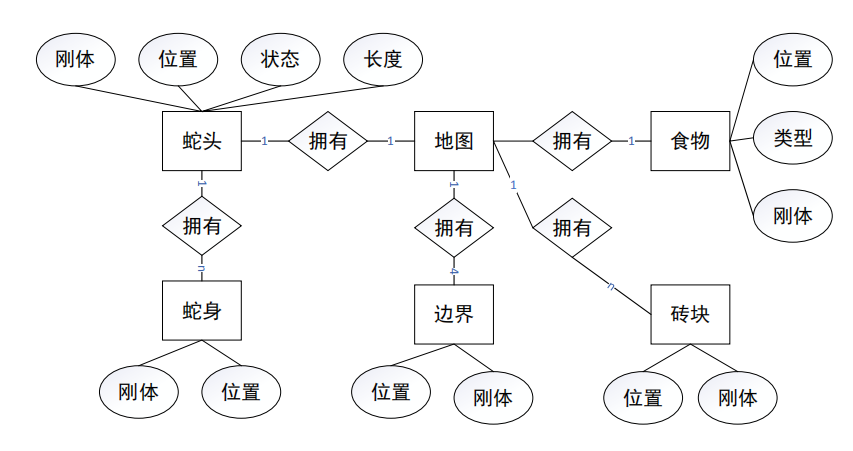 刚体 位置 状态 长度 位置
蛇头 1 拥有 1 地图 拥有 1 食物 类型
1 1 1 刚体
拥有 拥有 拥有
n 4 n
蛇身 边界 砖块
刚体 位置 位置 刚体 位置 刚体